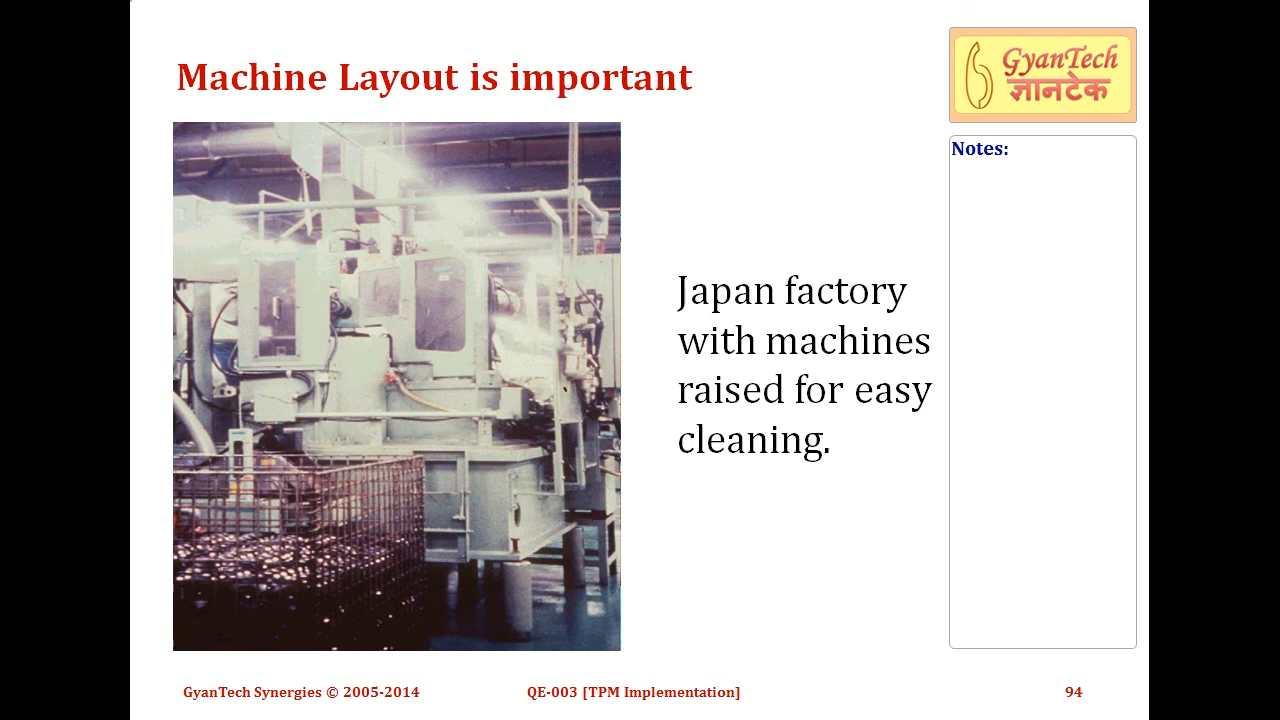 Machine Layout is important
GyanTech
ज्ञानटेक
Notes:
Japan factory
with machines
raised for easy
cleaning.
GyanTech Synergies © 2005-2014
QE-003 [TPM Implementation]
94